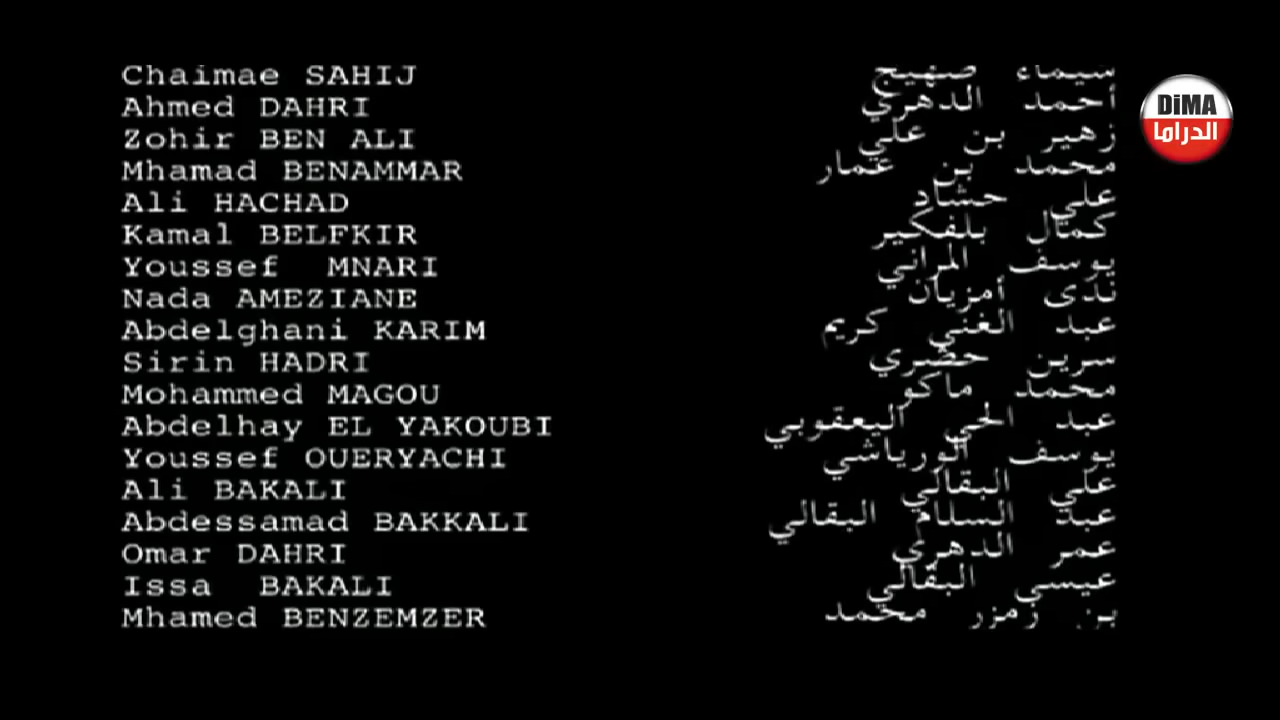 Chaimae SAHIJ شيماء صهيج
Ahmed DAHRI أحمد الدهري
Zohir BEN ALI زهير بن علي
Mhamad BENAMMAR محمد بن عمار
Ali HACHAD علي حشاد
Kamal BELFKIR كمال بلفكير
Youssef MNARI يوسف المراني
Nada AMEZIANE ندى أمزيان
Abdelghani KARIM عبد الغني كريم
Sirin HADRI سرين حضري
Mohammed MAGOU محمد ماكو
Abdelhay EL YAKOUBI عبد الحي اليعقوبي
Youssef OUERYACHI يوسف الورياشي
Ali BAKALI علي البقالي
Abdessamad BAKKALI عبد السلام البقالي
Omar DAHRI عمر الدهري
Issa BAKALI عيسى البقالي
Mhamed BENZEMZER بن زمزر محمد
DiMA
الدراما